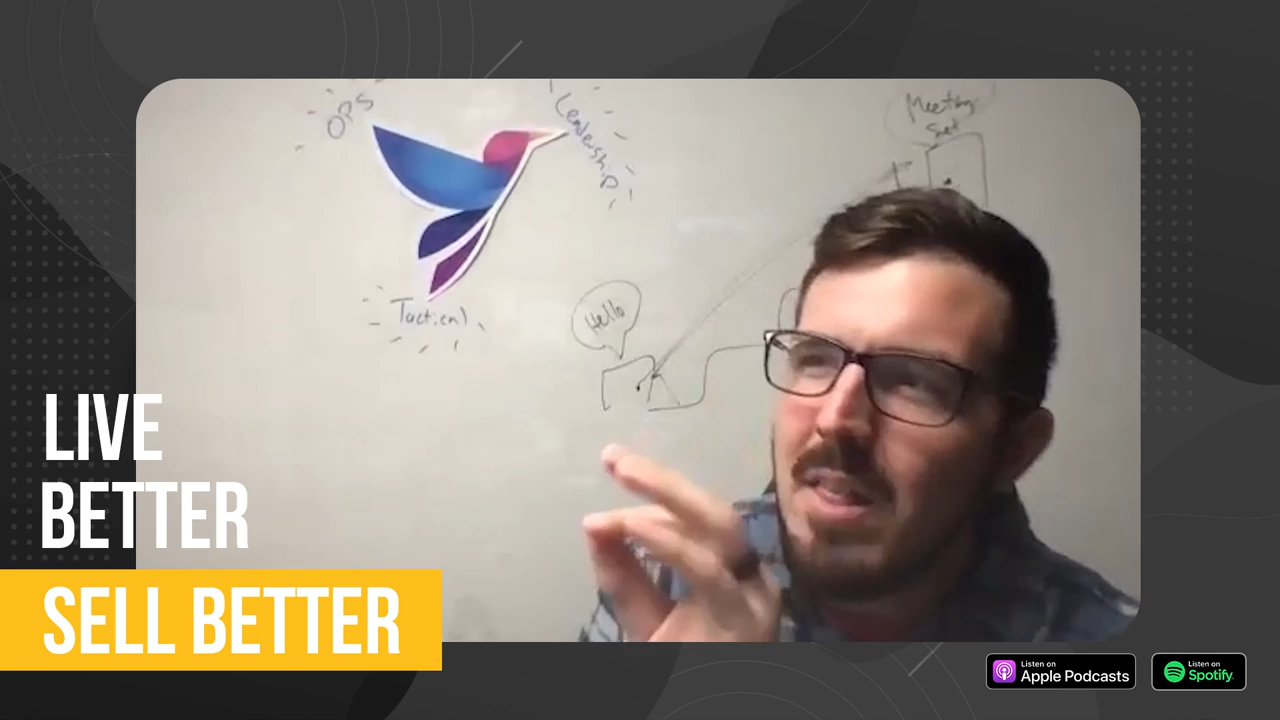 OPS
Leadership
Meeting
Set
Hello
Tactical
LIVE
BETTER
SELL BETTER
Listen on
Apple Podcasts
Listen on
Spotify